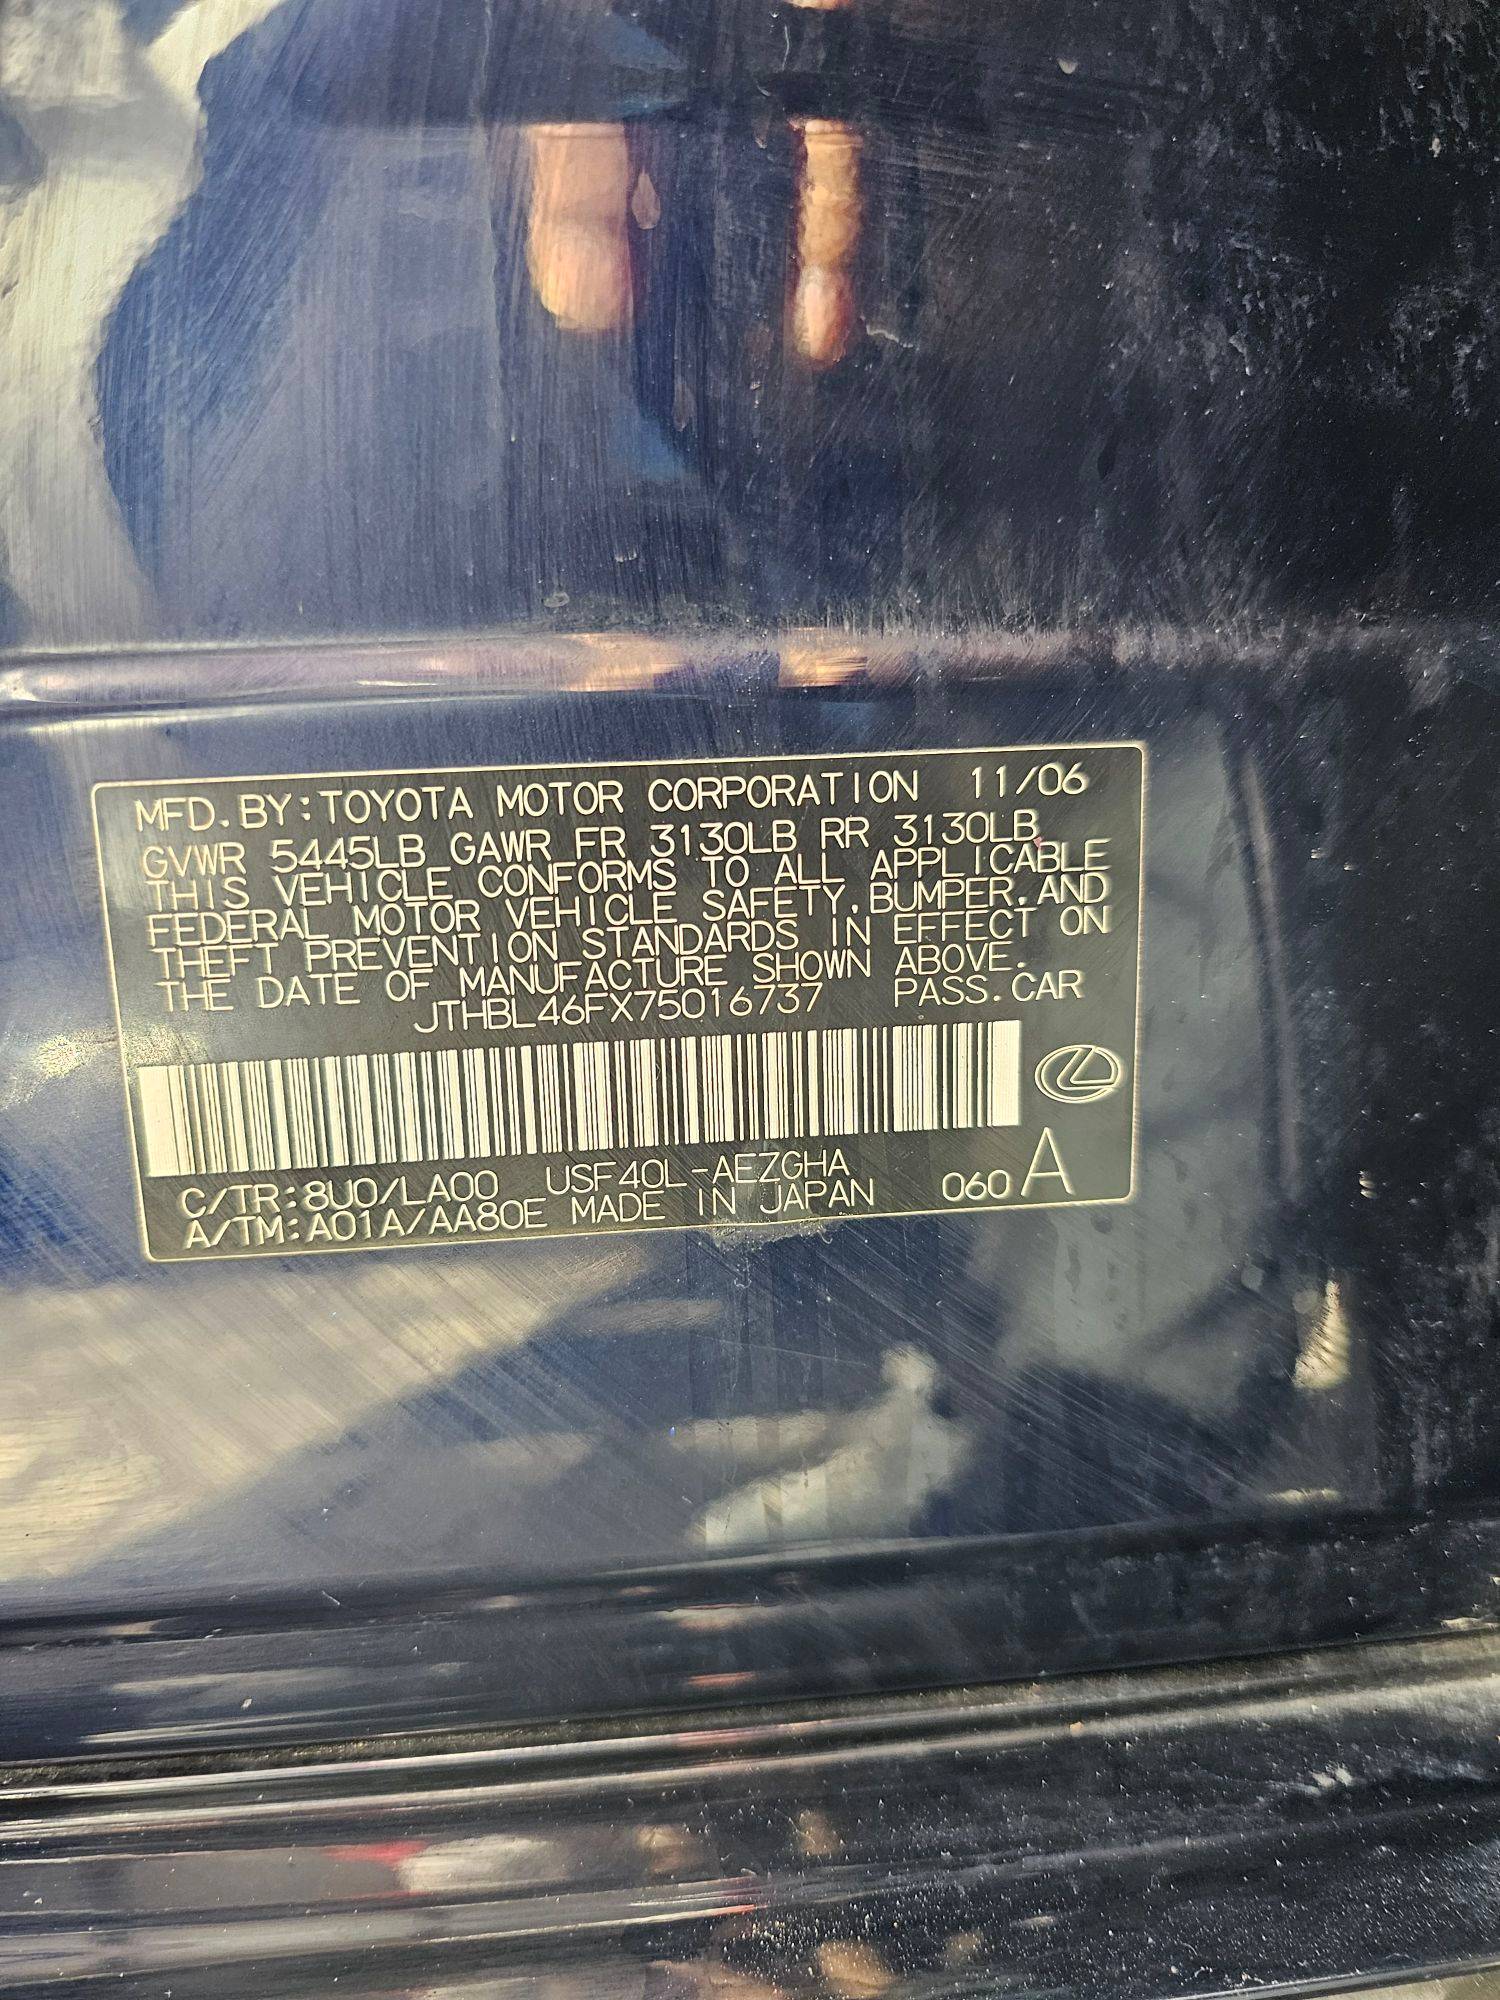 MFD. BY: TOYOTA MOTOR CORPORATION 11/06
GVWR 5445LB GAWR FR 3130LB RR 3130LB
THIS VEHICLE CONFORMS TO ALL APPLICABLE
FEDERAL MOTOR VEHICLE SAFETY, BUMPER, AND
THEFT PREVENTION STANDARDS IN EFFECT ON
THE DATE OF MANUFACTURE SHOWN ABOVE.
JTHBL46FX75016737 PASS. CAR
C/TR: 8U0/LA00 USF40L-AEZGHA
A/TM: A01A/AA80E MADE IN JAPAN 060 A